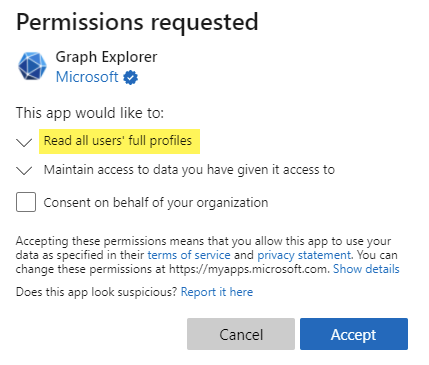 Permissions requested
Graph Explorer
Microsoft
This app would like to:
Read all users' full profiles
Maintain access to data you have given it access to
Consent on behalf of your organization
Accepting these permissions means that you allow this app to use your
data as specified in their terms of service and privacy statement. You can
change these permissions at https://myapps.microsoft.com. Show details
Does this app look suspicious? Report it here
Cancel Accept